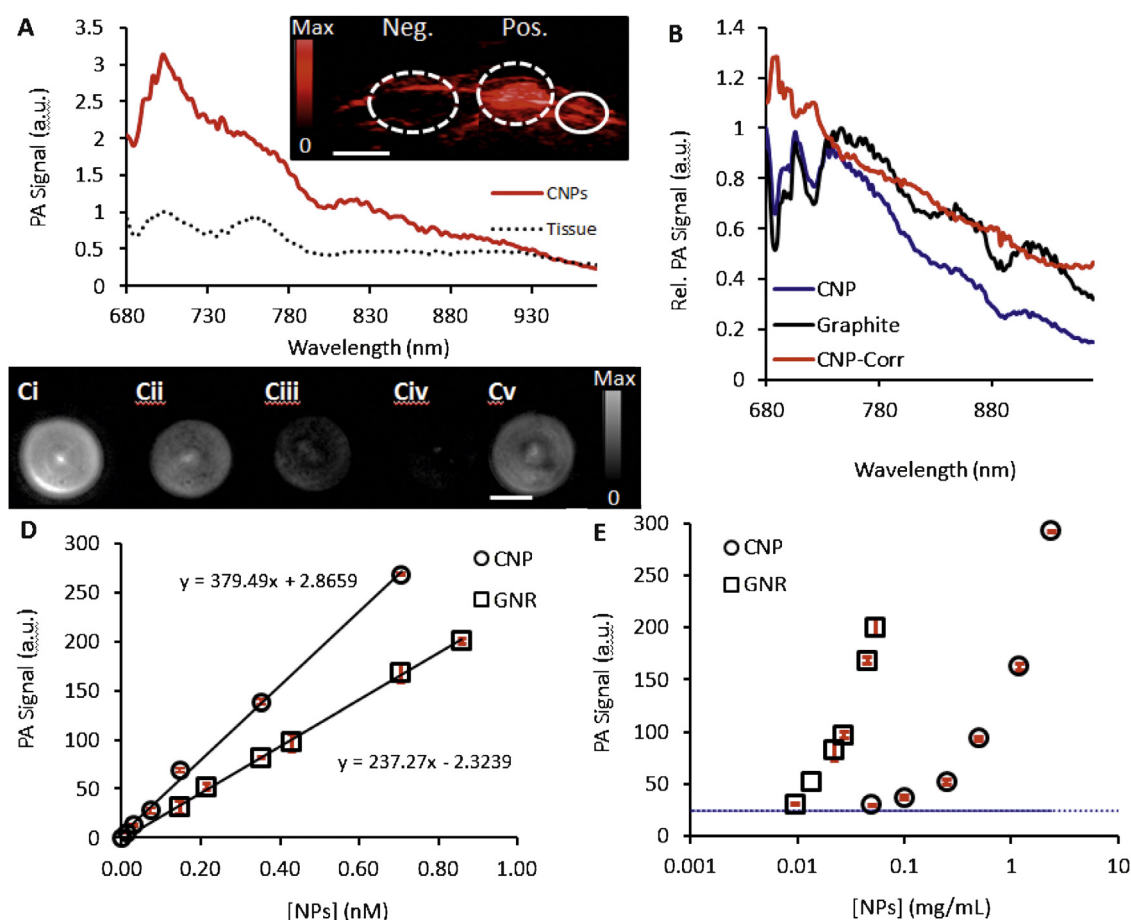 A
Max
Neg.
Pos.
0
PA Signal (a.u.)
3.5
3
2.5
2
1.5
1
0.5
0
CNPs
Tissue
680 730 780 830 880 930
Wavelength (nm)
B
Rel. PA Signal (a.u.)
1.4
1.2
1
0.8
0.6
0.4
0.2
0
CNP
Graphite
CNP-Corr
680 780 880
Wavelength (nm)
Ci Cii Ciii Civ Cv Max
0
D
PA Signal (a.u.)
300
250
200
150
100
50
0
CNP
GNR
y = 379.49x + 2.8659
y = 237.27x - 2.3239
0.00 0.20 0.40 0.60 0.80 1.00
[NPs] (nM)
E
PA Signal (a.u.)
300
250
200
150
100
50
0
CNP
GNR
0.001 0.01 0.1 1 10
[NPs] (mg/mL)